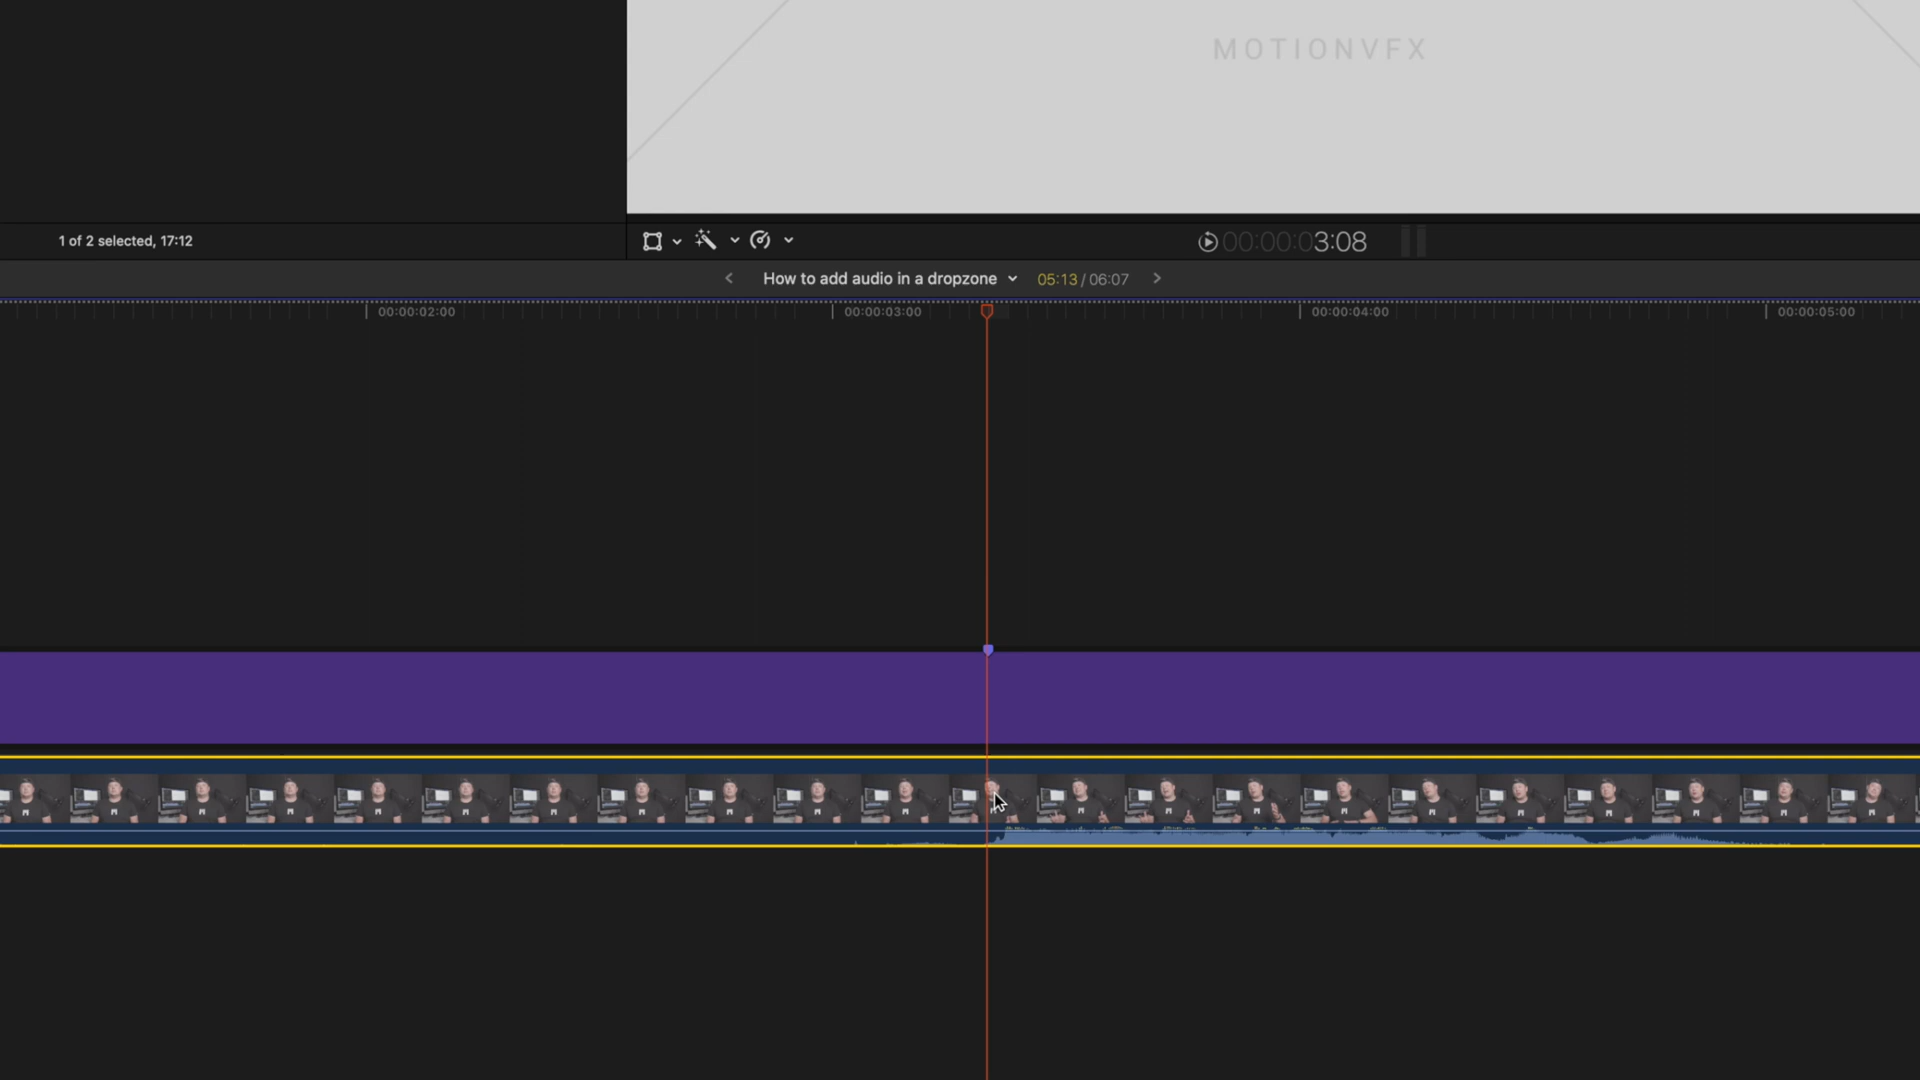 MOTIONVFX
1 of 2 selected, 17:12
00:00:03:08
How to add audio in a dropzone
05:13 / 06:07
00:00:02:00
00:00:03:00
00:00:04:00
00:00:05:00